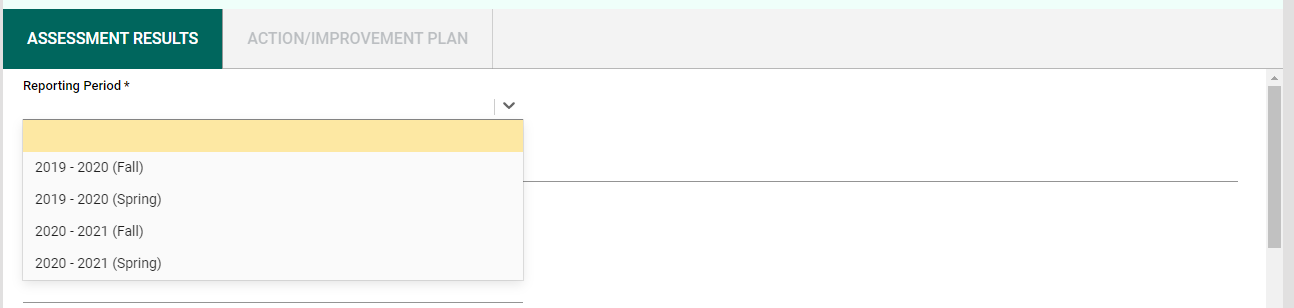 ASSESSMENT RESULTS
ACTION/IMPROVEMENT PLAN
Reporting Period *
2019 - 2020 (Fall)
2019 - 2020 (Spring)
2020 - 2021 (Fall)
2020 - 2021 (Spring)